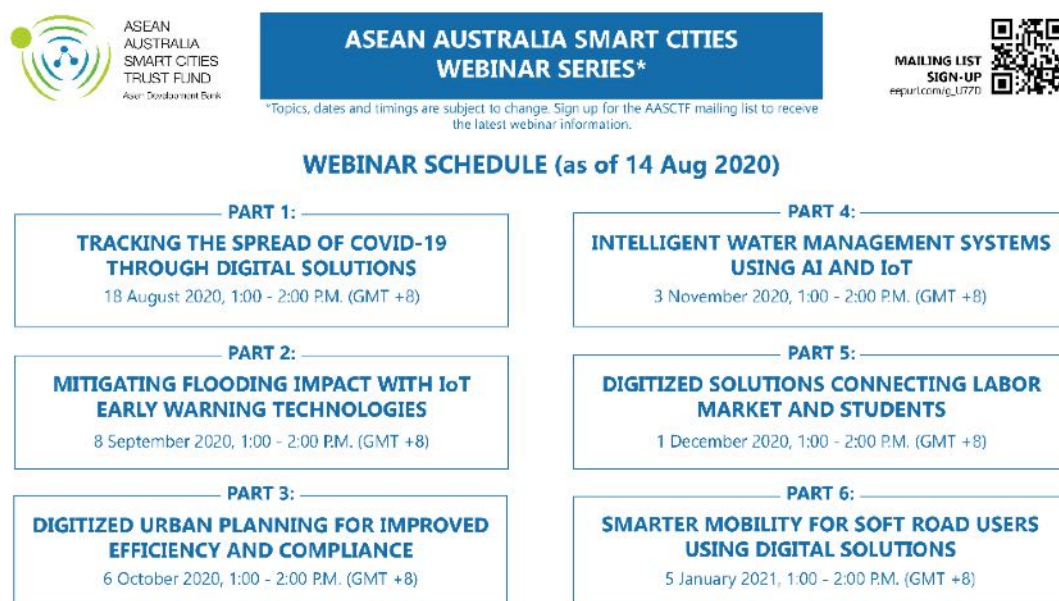 ASEAN
AUSTRALIA
SMART CITIES
TRUST FUND
Asian Development Bank
ASEAN AUSTRALIA SMART CITIES
WEBINAR SERIES*
MAILING LIST
SIGN-UP
eepurl.com/g_U77D
*Topics, dates and timings are subject to change. Sign up for the AASCTF mailing list to receive
the latest webinar information.
WEBINAR SCHEDULE (as of 14 Aug 2020)
PART 1:
TRACKING THE SPREAD OF COVID-19
THROUGH DIGITAL SOLUTIONS
18 August 2020, 1:00 - 2:00 P.M. (GMT +8)
PART 2:
MITIGATING FLOODING IMPACT WITH IoT
EARLY WARNING TECHNOLOGIES
8 September 2020, 1:00 - 2:00 P.M. (GMT +8)
PART 3:
DIGITIZED URBAN PLANNING FOR IMPROVED
EFFICIENCY AND COMPLIANCE
6 October 2020, 1:00 - 2:00 P.M. (GMT +8)
PART 4:
INTELLIGENT WATER MANAGEMENT SYSTEMS
USING AI AND IoT
3 November 2020, 1:00 - 2:00 P.M. (GMT +8)
PART 5:
DIGITIZED SOLUTIONS CONNECTING LABOR
MARKET AND STUDENTS
1 December 2020, 1:00 - 2:00 P.M. (GMT +8)
PART 6:
SMARTER MOBILITY FOR SOFT ROAD USERS
USING DIGITAL SOLUTIONS
5 January 2021, 1:00 - 2:00 P.M. (GMT +8)